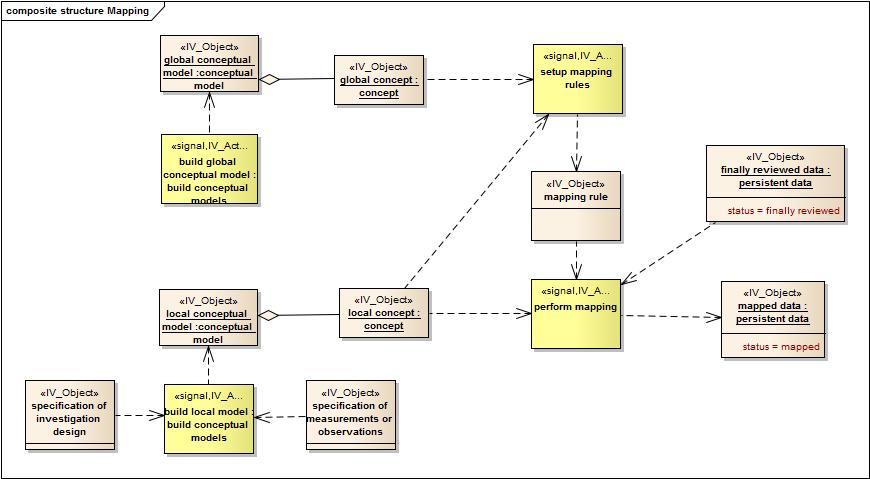 composite structure Mapping
«IV_Object»
global conceptual
model :conceptual
model
«IV_Object»
global concept :
concept
«signal,IV_A...
setup mapping
rules
«signal,IV_Act...
build global
conceptual model :
build conceptual
models
«IV_Object»
mapping rule
«IV_Object»
finally reviewed data :
persistent data
status = finally reviewed
«IV_Object»
local conceptual
model :conceptual
model
«IV_Object»
local concept :
concept
«signal,IV_A...
perform mapping
«IV_Object»
mapped data :
persistent data
status = mapped
«IV_Object»
specification of
investigation
design
«signal,IV_A...
build local model :
build conceptual
models
«IV_Object»
specification of
measurements or
observations